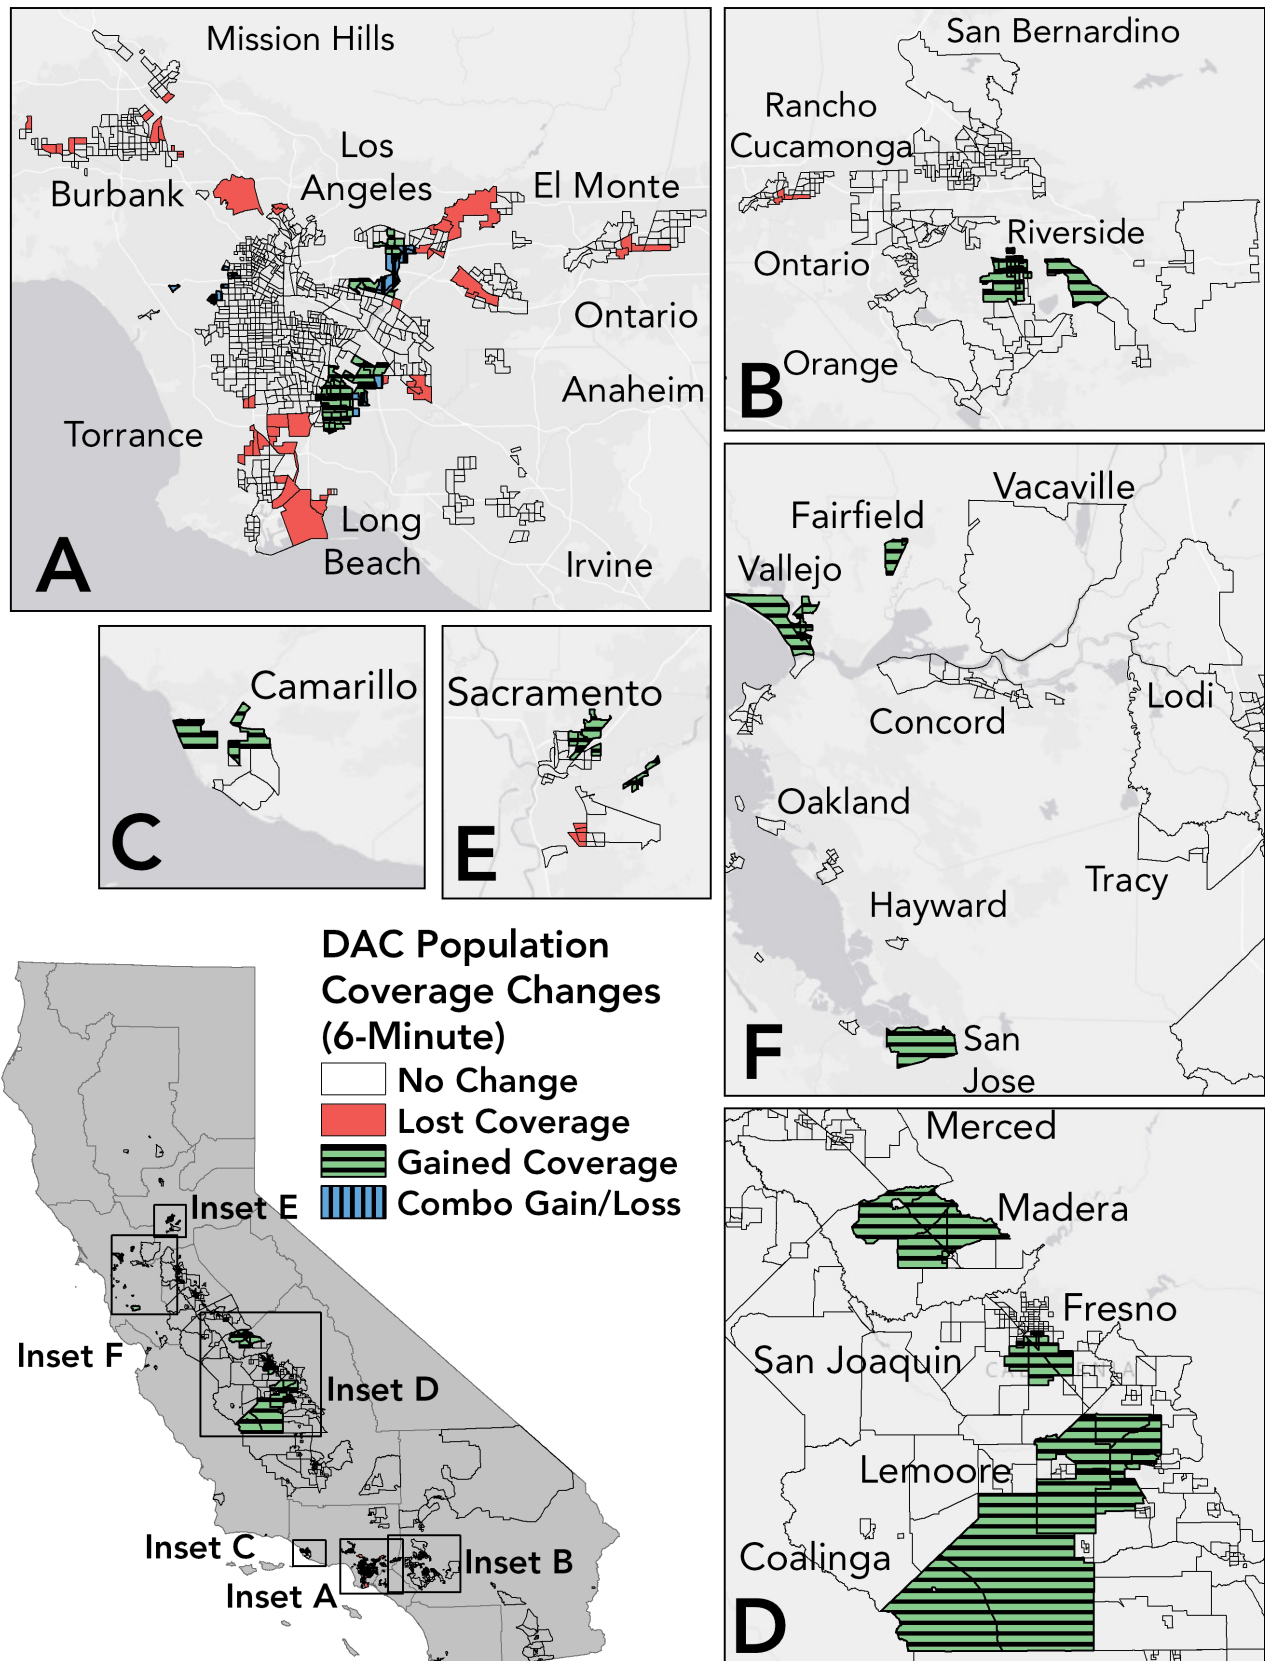 Mission Hills
Los
Angeles
Burbank
El Monte
Ontario
Anaheim
Torrance
Long
Beach
Irvine
A
San Bernardino
Rancho
Cucamonga
Riverside
Ontario
Orange
B
Camarillo
C
Sacramento
E
Vacaville
Fairfield
Vallejo
Lodi
Concord
Oakland
Tracy
Hayward
San
Jose
F
DAC Population
Coverage Changes
(6-Minute)
No Change
Lost Coverage
Gained Coverage
Combo Gain/Loss
Inset E
Inset F
Inset D
Inset C
Inset B
Inset A
Merced
Madera
Fresno
San Joaquin
Lemoore
Coalinga
D